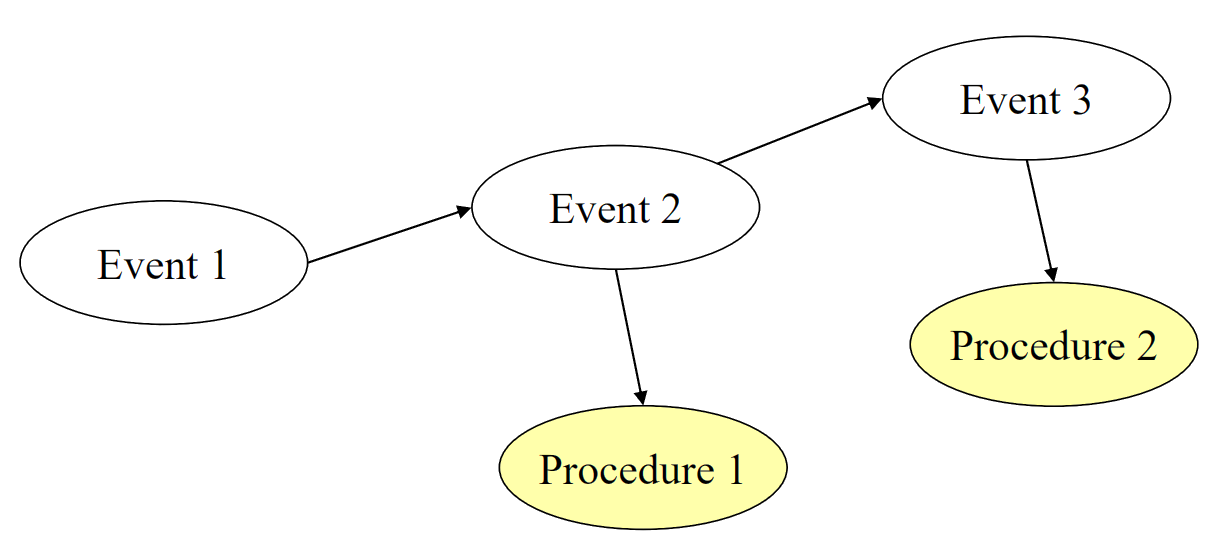 Event 1
Event 2
Event 3
Procedure 1
Procedure 2